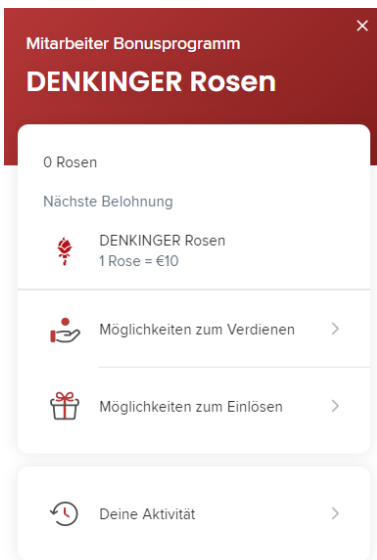 Mitarbeiter Bonusprogramm
DENKINGER Rosen
0 Rosen
Nächste Belohnung
DENKINGER Rosen
1 Rose = €10
Möglichkeiten zum Verdienen
Möglichkeiten zum Einlösen
Deine Aktivität